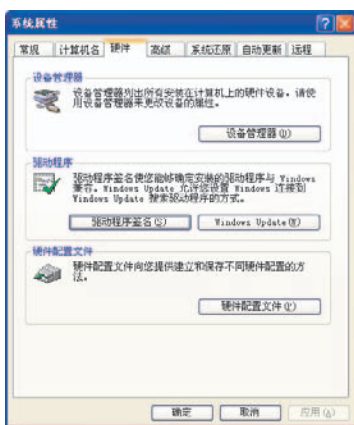 系统属性
常规 计算机名 硬件 高级 系统还原 自动更新 远程
设备管理器
设备管理器列出所有安装在计算机上的硬件设备。请使
用设备管理器来更改设备的属性。
设备管理器(D)
驱动程序
驱动程序签名使您能够确定安装的驱动程序与 Windows
兼容。Windows Update 允许您设置 Windows 连接到
Windows Update 搜索驱动程序的方式。
驱动程序签名(S) Windows Update(W)
硬件配置文件
硬件配置文件向您提供建立和保存不同硬件配置的方
法。
硬件配置文件(P)
确定 取消 应用(A)